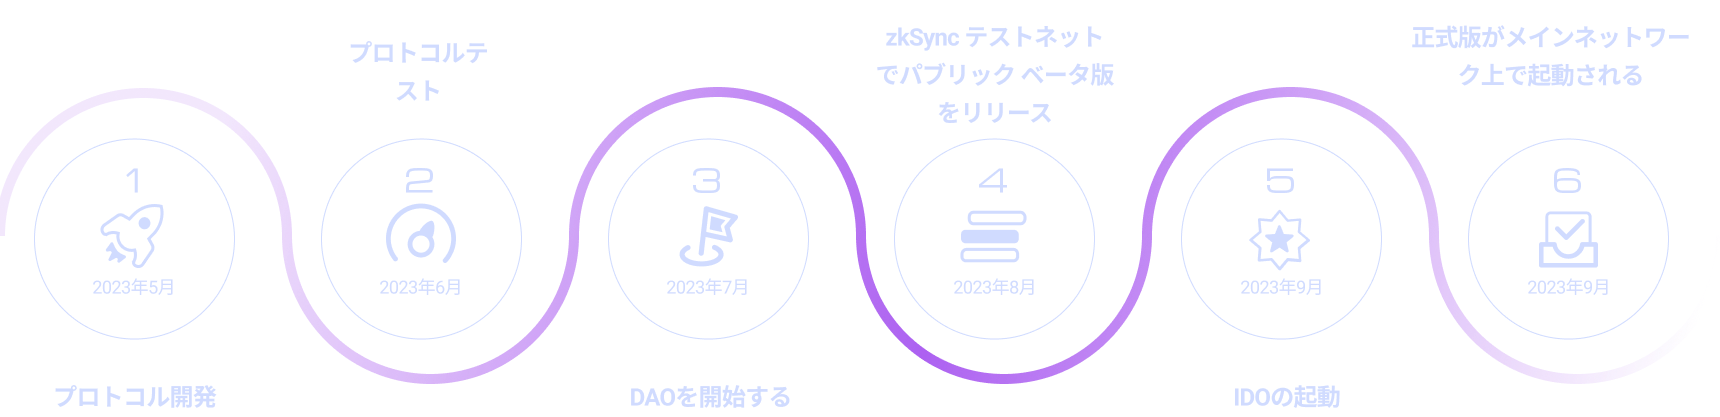 1
2023年5月
プロトコル開発
プロトコルテ
スト
2
2023年6月
3
2023年7月
DAOを開始する
zkSync テストネット
でパブリック ベータ版
をリリース
4
2023年8月
5
2023年9月
IDOの起動
正式版がメインネットワー
ク上で起動される
6
2023年9月